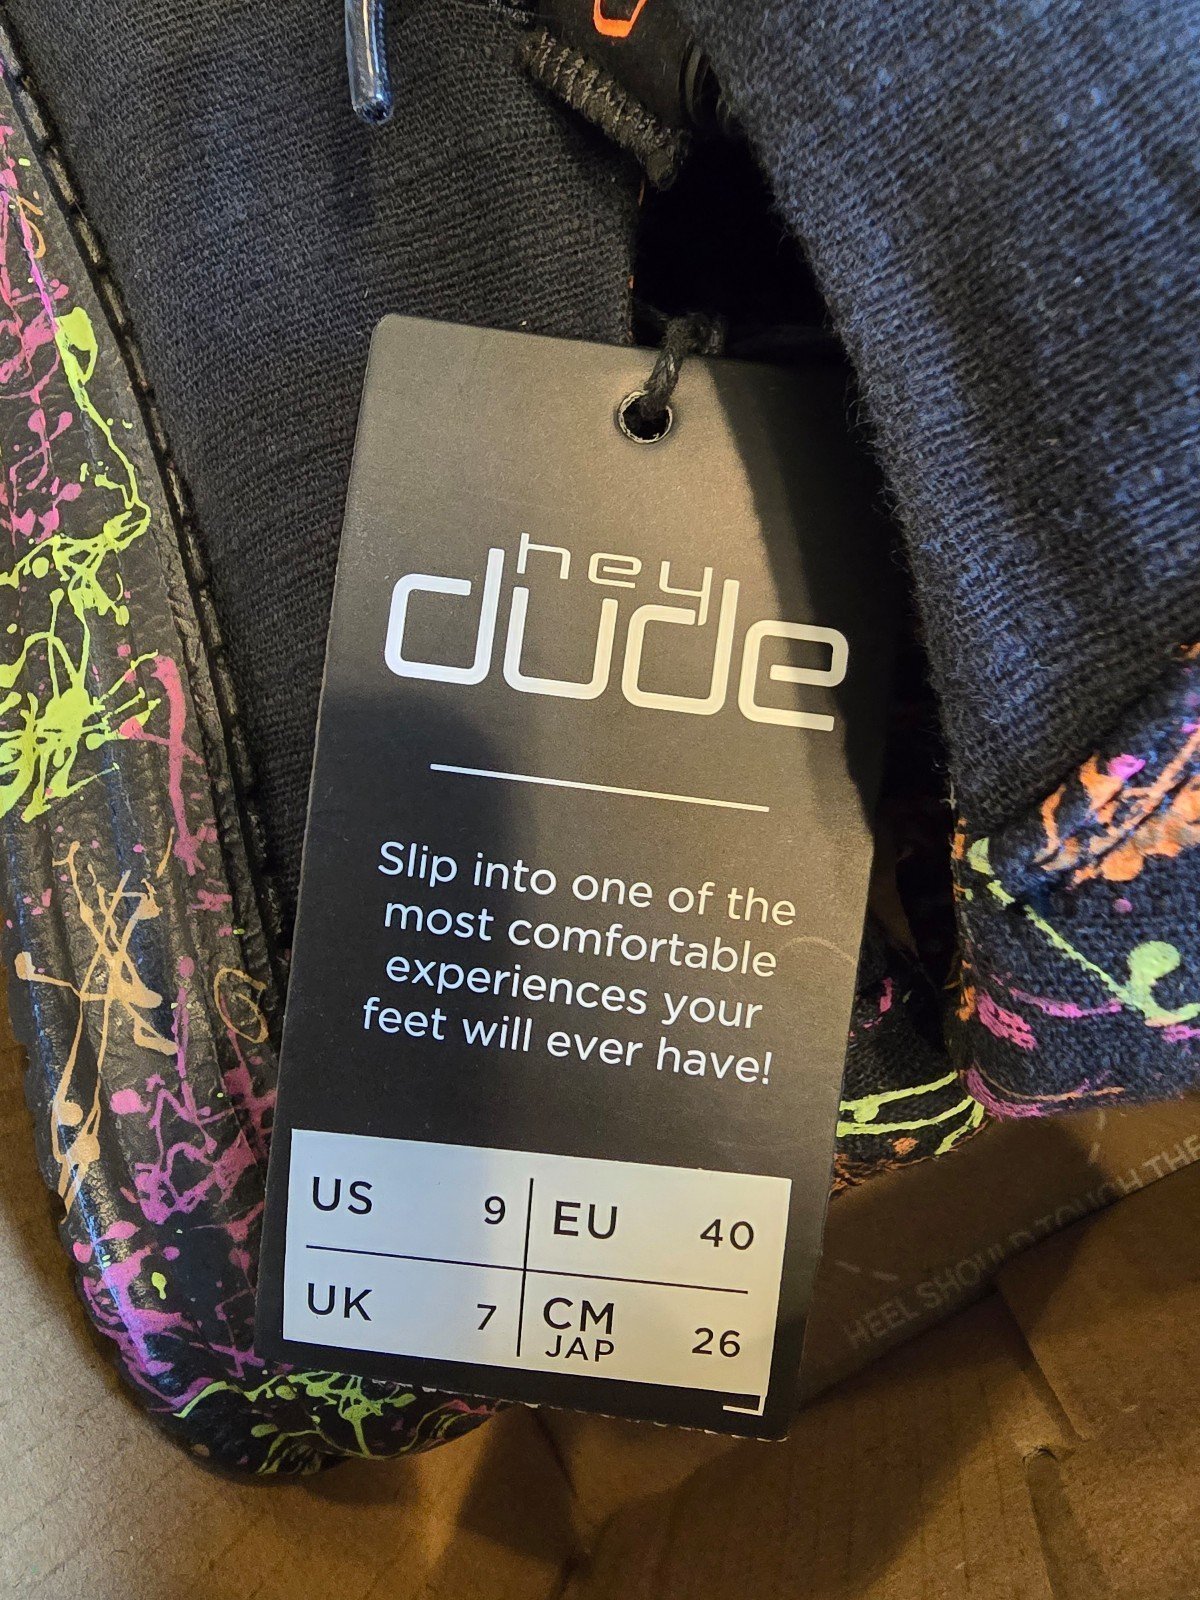 hey
dude
Slip into one of the
most comfortable
experiences your
feet will ever have!
US 9 EU 40
UK 7 CM JAP 26
HEEL SHOULD TOUCH THE